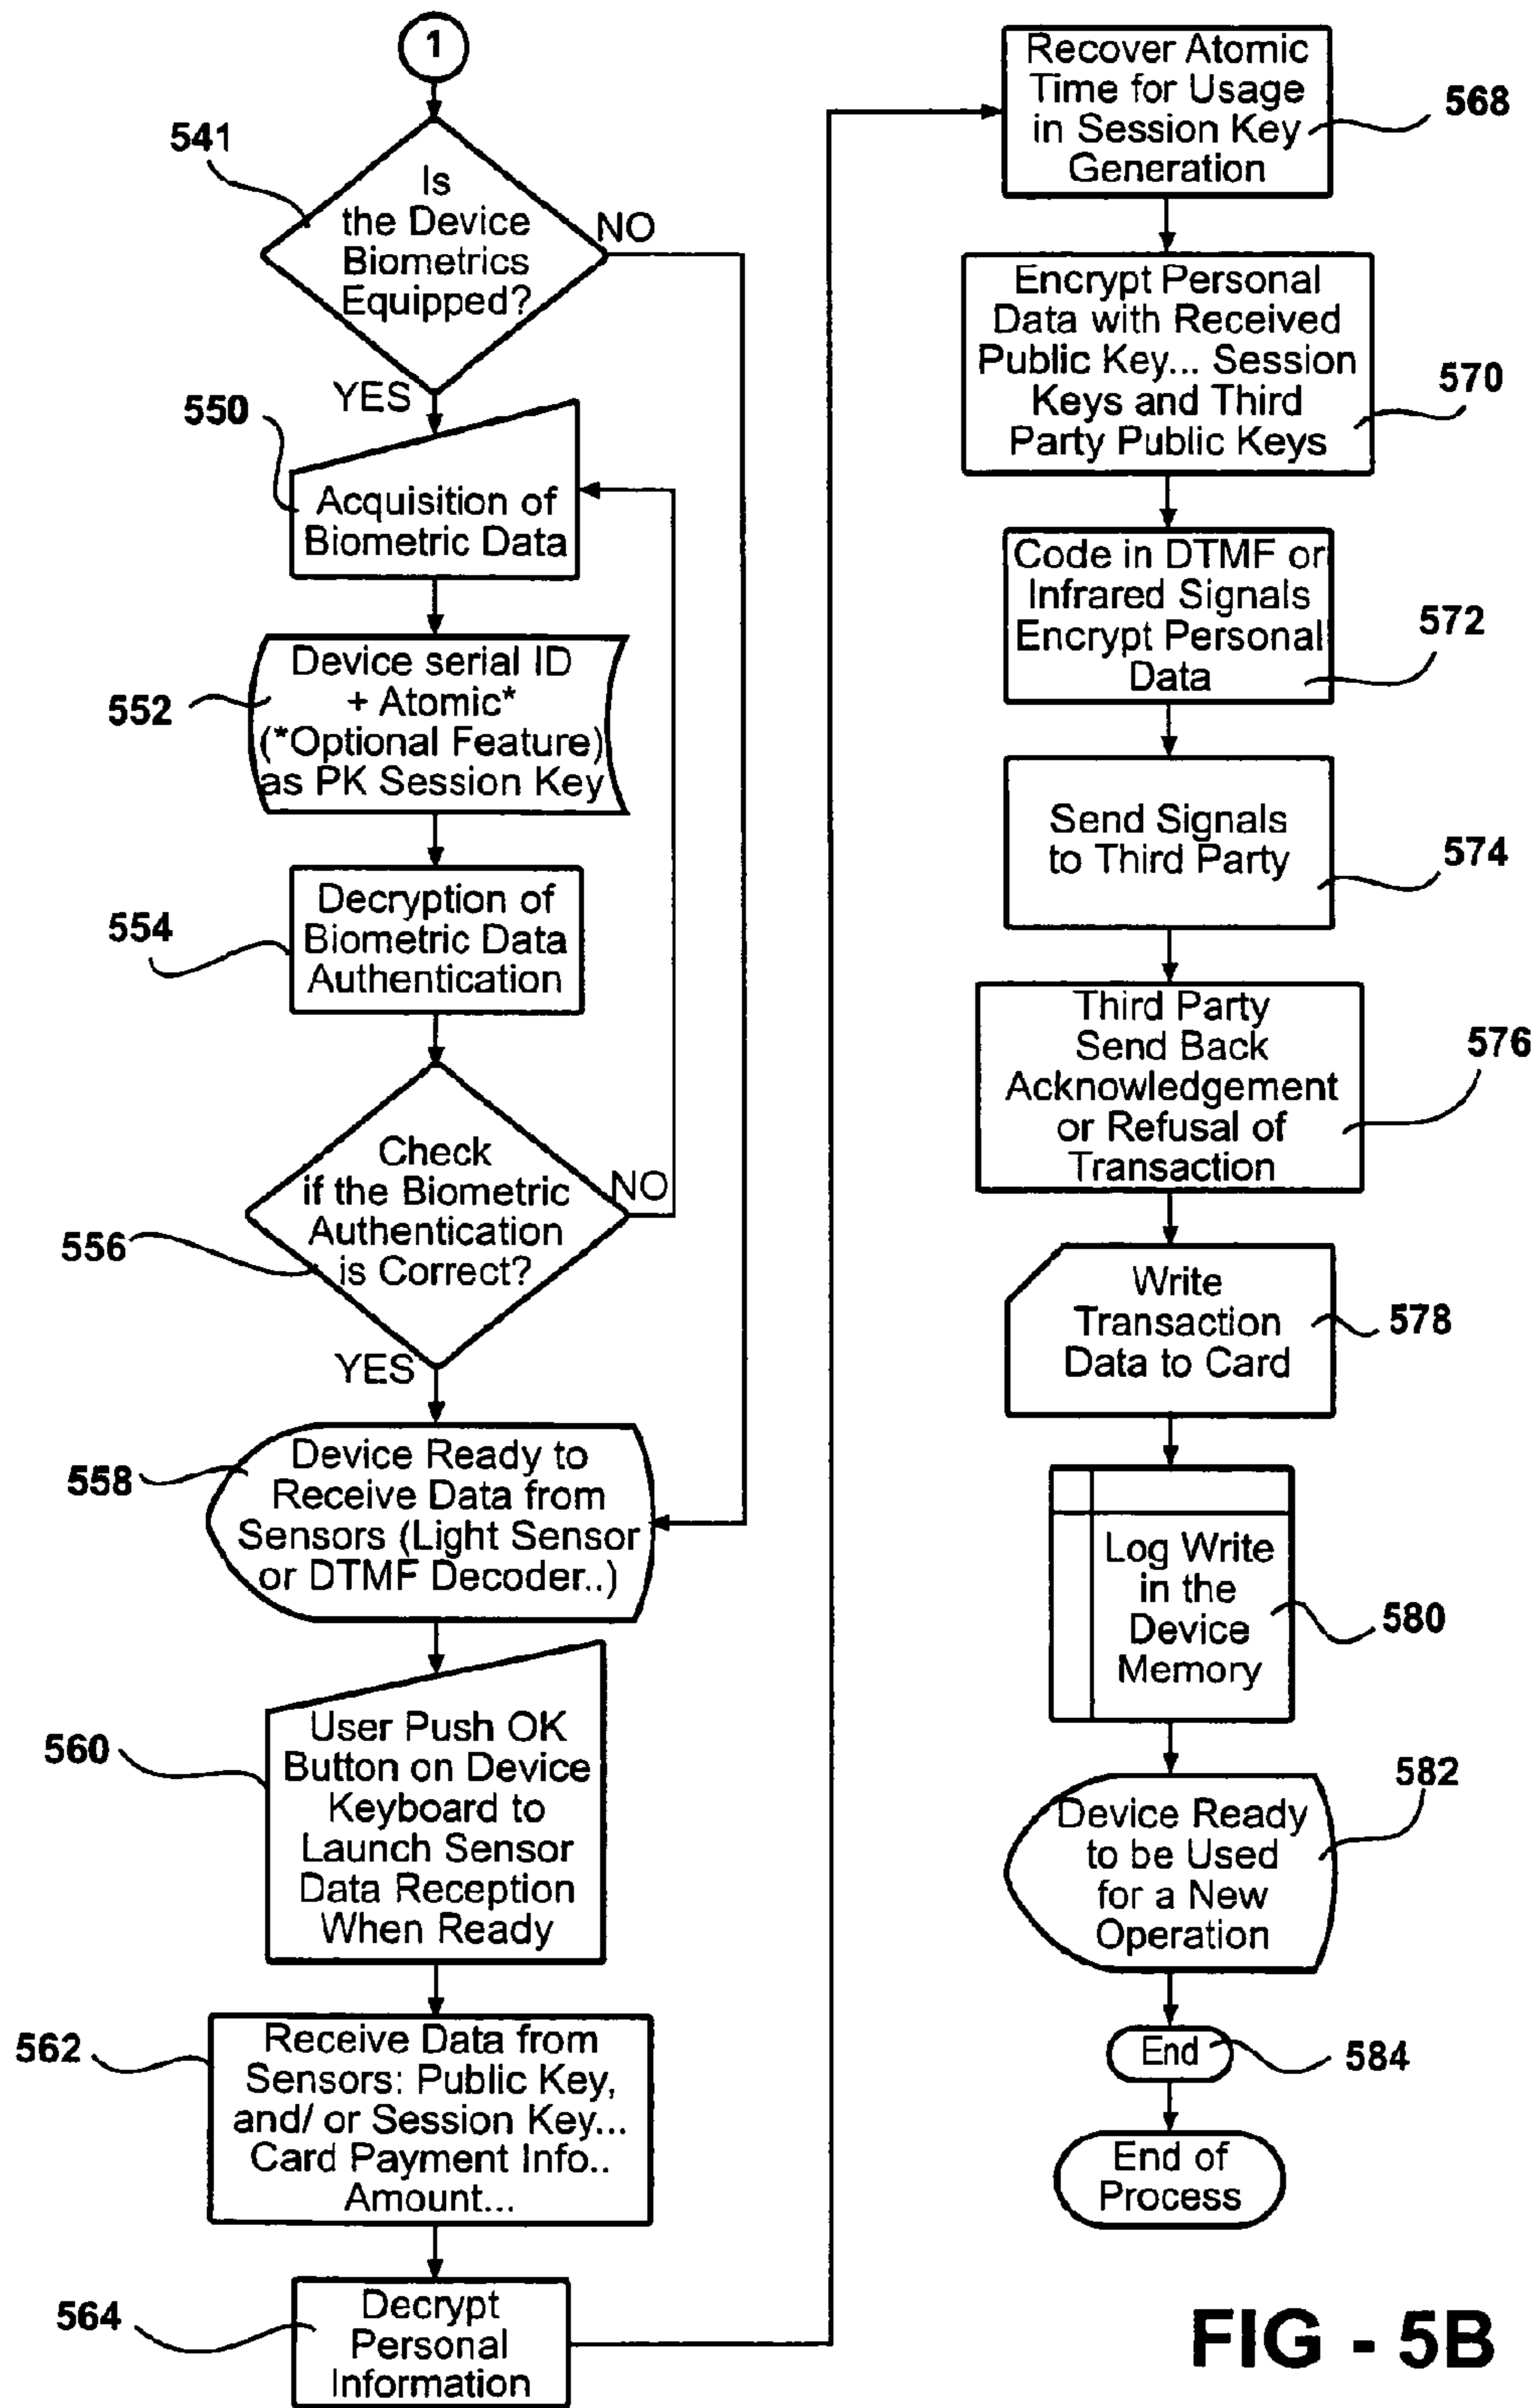 1
541
Is
the Device
Biometrics
Equipped?
NO
YES
550
Acquisition of
Biometric Data
552
Device serial ID
+ Atomic*
(*Optional Feature)
as PK Session Key
554
Decryption of
Biometric Data
Authentication
Check
if the Biometric
Authentication
is Correct?
NO
556
YES
558
Device Ready to
Receive Data from
Sensors (Light Sensor
or DTMF Decoder..)
560
User Push OK
Button on Device
Keyboard to
Launch Sensor
Data Reception
When Ready
562
Receive Data from
Sensors: Public Key,
and/ or Session Key...
Card Payment Info..
Amount...
564
Decrypt
Personal
Information
Recover Atomic
Time for Usage
in Session Key
Generation
568
Encrypt Personal
Data with Received
Public Key... Session
Keys and Third
Party Public Keys
570
Code in DTMF or
Infrared Signals
Encrypt Personal
Data
572
Send Signals
to Third Party
574
Third Party
Send Back
Acknowledgement
or Refusal of
Transaction
576
Write
Transaction
Data to Card
578
Log Write
in the
Device
Memory
580
Device Ready
to be Used
for a New
Operation
582
End
584
End of
Process
FIG - 5B